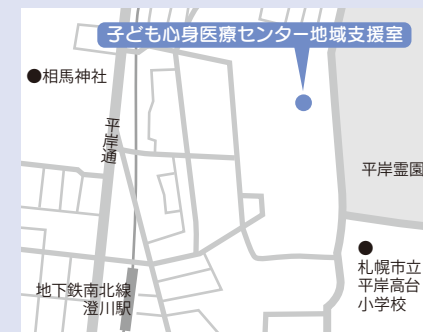 子ども心身医療センター地域支援室
●相馬神社
平岸通
平岸霊園
札幌市立
平岸高台
小学校
地下鉄南北線
澄川駅